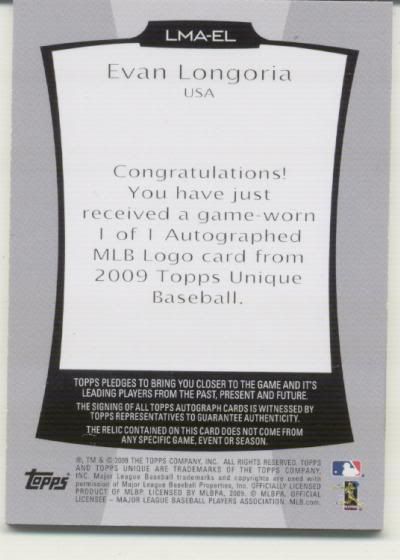 LMA-EL
Evan Longoria
USA
Congratulations!
You have just
received a game-worn
1 of 1 Autographed
MLB Logo card from
2009 Topps Unique
Baseball.
TOPPS PLEDGES TO BRING YOU CLOSER TO THE GAME AND IT'S
LEADING PLAYERS FROM THE PAST, PRESENT AND FUTURE.
THE SIGNING OF ALL TOPPS AUTOGRAPH CARDS IS WITNESSED BY
TOPPS REPRESENTATIVES TO GUARANTEE AUTHENTICITY.
THE RELIC CONTAINED ON THIS CARD DOES NOT COME FROM
ANY SPECIFIC GAME, EVENT OR SEASON.
®, TM & © 2009 THE TOPPS COMPANY, INC. ALL RIGHTS RESERVED. TOPPS
AND TOPPS UNIQUE ARE TRADEMARKS OF THE TOPPS COMPANY,
INC. Major League Baseball trademarks and copyrights are used with
permission of Major League Baseball Properties, Inc. OFFICIALLY LICENSED
PRODUCT OF MLBP. LICENSED BY MLBPA, 2009. © MLBPA, OFFICIAL
LICENSEE – MAJOR LEAGUE BASEBALL PLAYERS ASSOCIATION. MLB.com
Topps